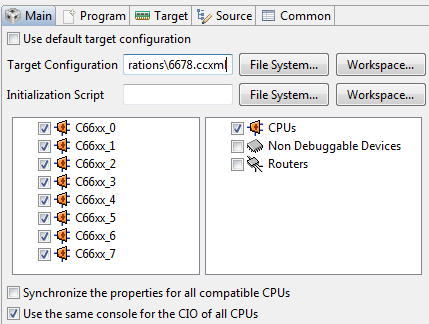 Main Program Target Source Common
Use default target configuration
Target Configuration rations\6678.ccxml File System... Workspace...
Initialization Script File System... Workspace...
C66xx_0
C66xx_1
C66xx_2
C66xx_3
C66xx_4
C66xx_5
C66xx_6
C66xx_7
CPUs
Non Debuggable Devices
Routers
Synchronize the properties for all compatible CPUs
Use the same console for the CIO of all CPUs